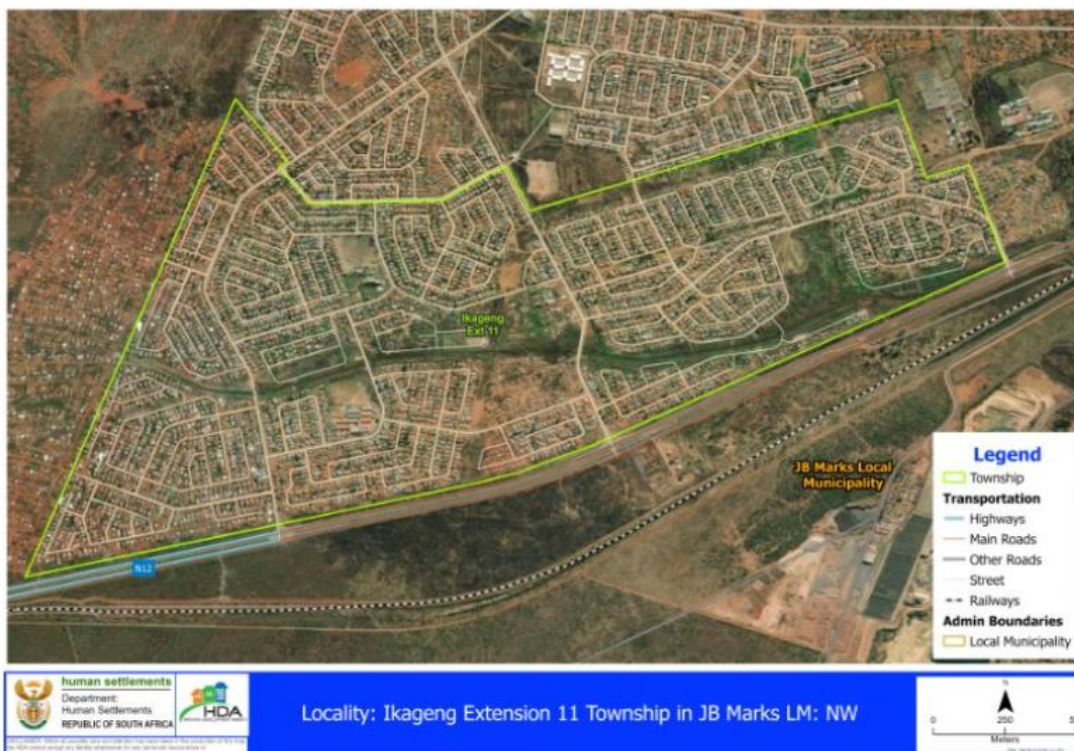 Ikageng
Ext 11
JB Marks Local
Municipality
N12
Legend
Township
Transportation
Highways
Main Roads
Other Roads
Street
Railways
Admin Boundaries
Local Municipality
human settlements
Department:
Human Settlements
REPUBLIC OF SOUTH AFRICA
HDA
Locality: Ikageng Extension 11 Township in JB Marks LM: NW
N
0 250
Meters